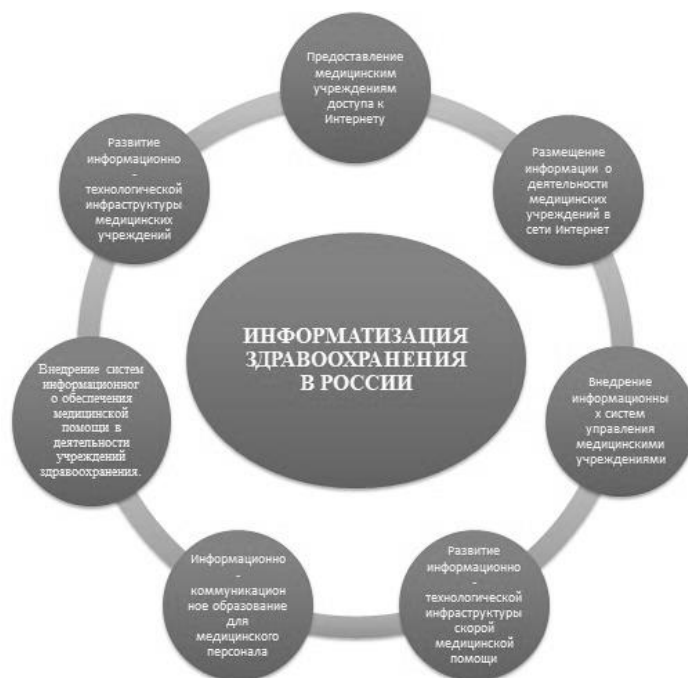 Предоставление
медицинским
учреждениям
доступа к
Интернету
Размещение
информации о
деятельности
медицинских
учреждений в
сети Интернет
Внедрение
информационны
х систем
управления
медицинскими
учреждениями
Развитие
информационно
-
технологической
инфраструктуры
скорой
медицинской
помощи
Информационно
-
коммуникацион
ное образование
для
медицинского
персонала
Внедрение систем
информационног
о обеспечения
медицинской
помощи в
деятельности
учреждений
здравоохранения.
Развитие
информационно
-
технологической
инфраструктуры
медицинских
учреждений
ИНФОРМАТИЗАЦИЯ
ЗДРАВООХРАНЕНИЯ
В РОССИИ